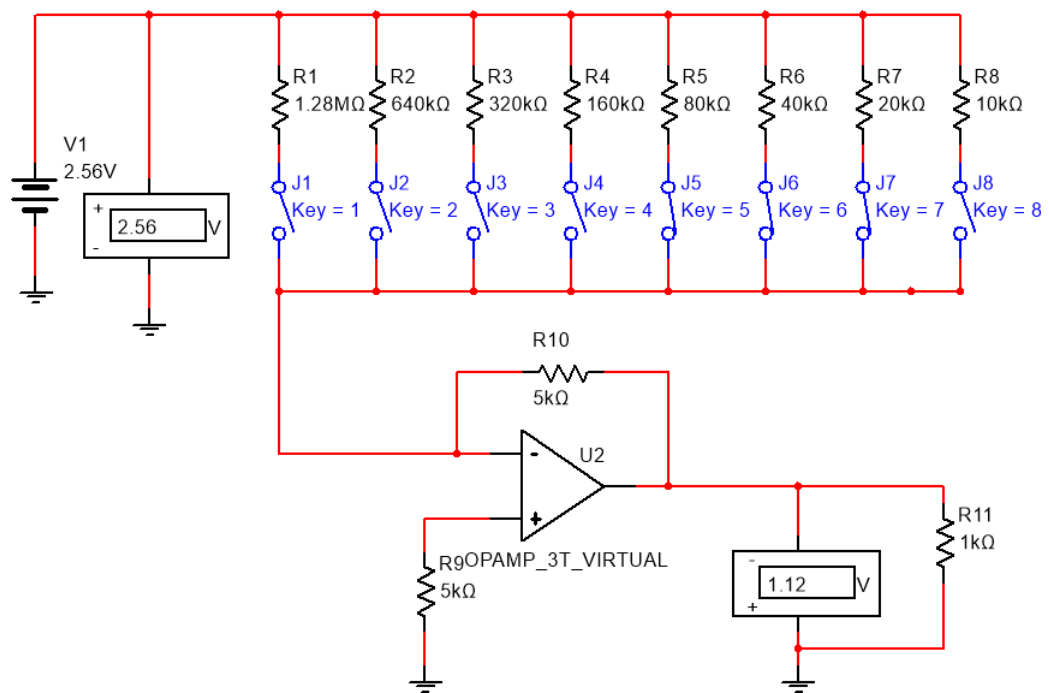 V1
2.56V
+
2.56
V
-
R1
1.28MΩ
R2
640kΩ
R3
320kΩ
R4
160kΩ
R5
80kΩ
R6
40kΩ
R7
20kΩ
R8
10kΩ
J1
Key = 1
J2
Key = 2
J3
Key = 3
J4
Key = 4
J5
Key = 5
J6
Key = 6
J7
Key = 7
J8
Key = 8
R10
5kΩ
-
U2
+
OPAMP_3T_VIRTUAL
R9
5kΩ
-
1.12
V
+
R11
1kΩ